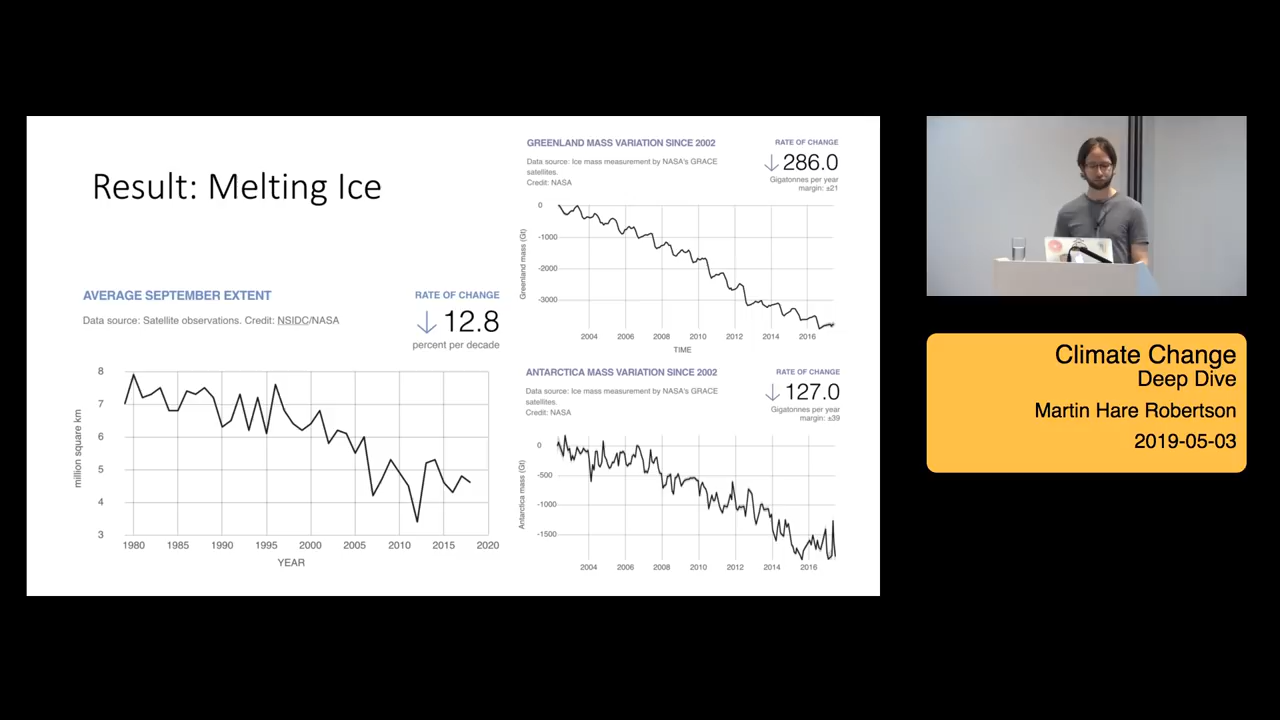 Result: Melting Ice
AVERAGE SEPTEMBER EXTENT
Data source: Satellite observations. Credit: NSIDC/NASA
RATE OF CHANGE
↓ 12.8
percent per decade
million square km
8
7
6
5
4
3
1980 1985 1990 1995 2000 2005 2010 2015 2020
YEAR
GREENLAND MASS VARIATION SINCE 2002
Data source: Ice mass measurement by NASA's GRACE
satellites.
Credit: NASA
RATE OF CHANGE
↓ 286.0
Gigatonnes per year
margin: ±21
Greenland mass (Gt)
0
-1000
-2000
-3000
2004 2006 2008 2010 2012 2014 2016
TIME
ANTARCTICA MASS VARIATION SINCE 2002
Data source: Ice mass measurement by NASA's GRACE
satellites.
Credit: NASA
RATE OF CHANGE
↓ 127.0
Gigatonnes per year
margin: ±39
Antarctica mass (Gt)
0
-500
-1000
-1500
2004 2006 2008 2010 2012 2014 2016
Climate Change
Deep Dive
Martin Hare Robertson
2019-05-03